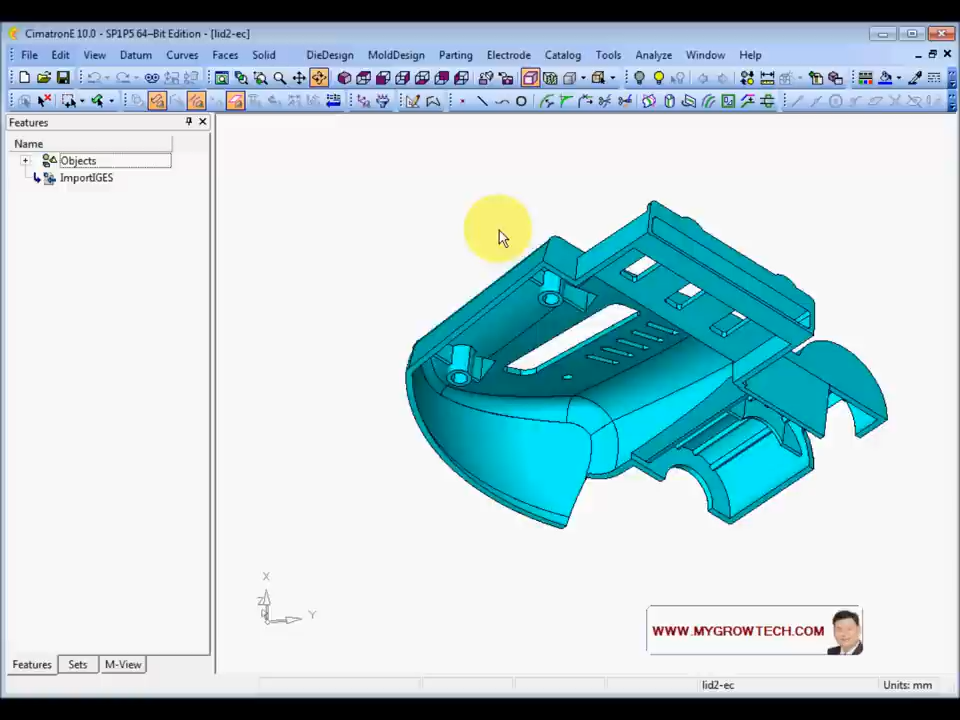 CimatronE 10.0 - SP1P5 64-Bit Edition - [lid2-ec]
File Edit View Datum Curves Faces Solid DieDesign MoldDesign Parting Electrode Catalog Tools Analyze Window Help
Features
Name
Objects
ImportIGES
X
Z
Y
WWW.MYGROWTECH.COM
Features Sets M-View
lid2-ec Units: mm